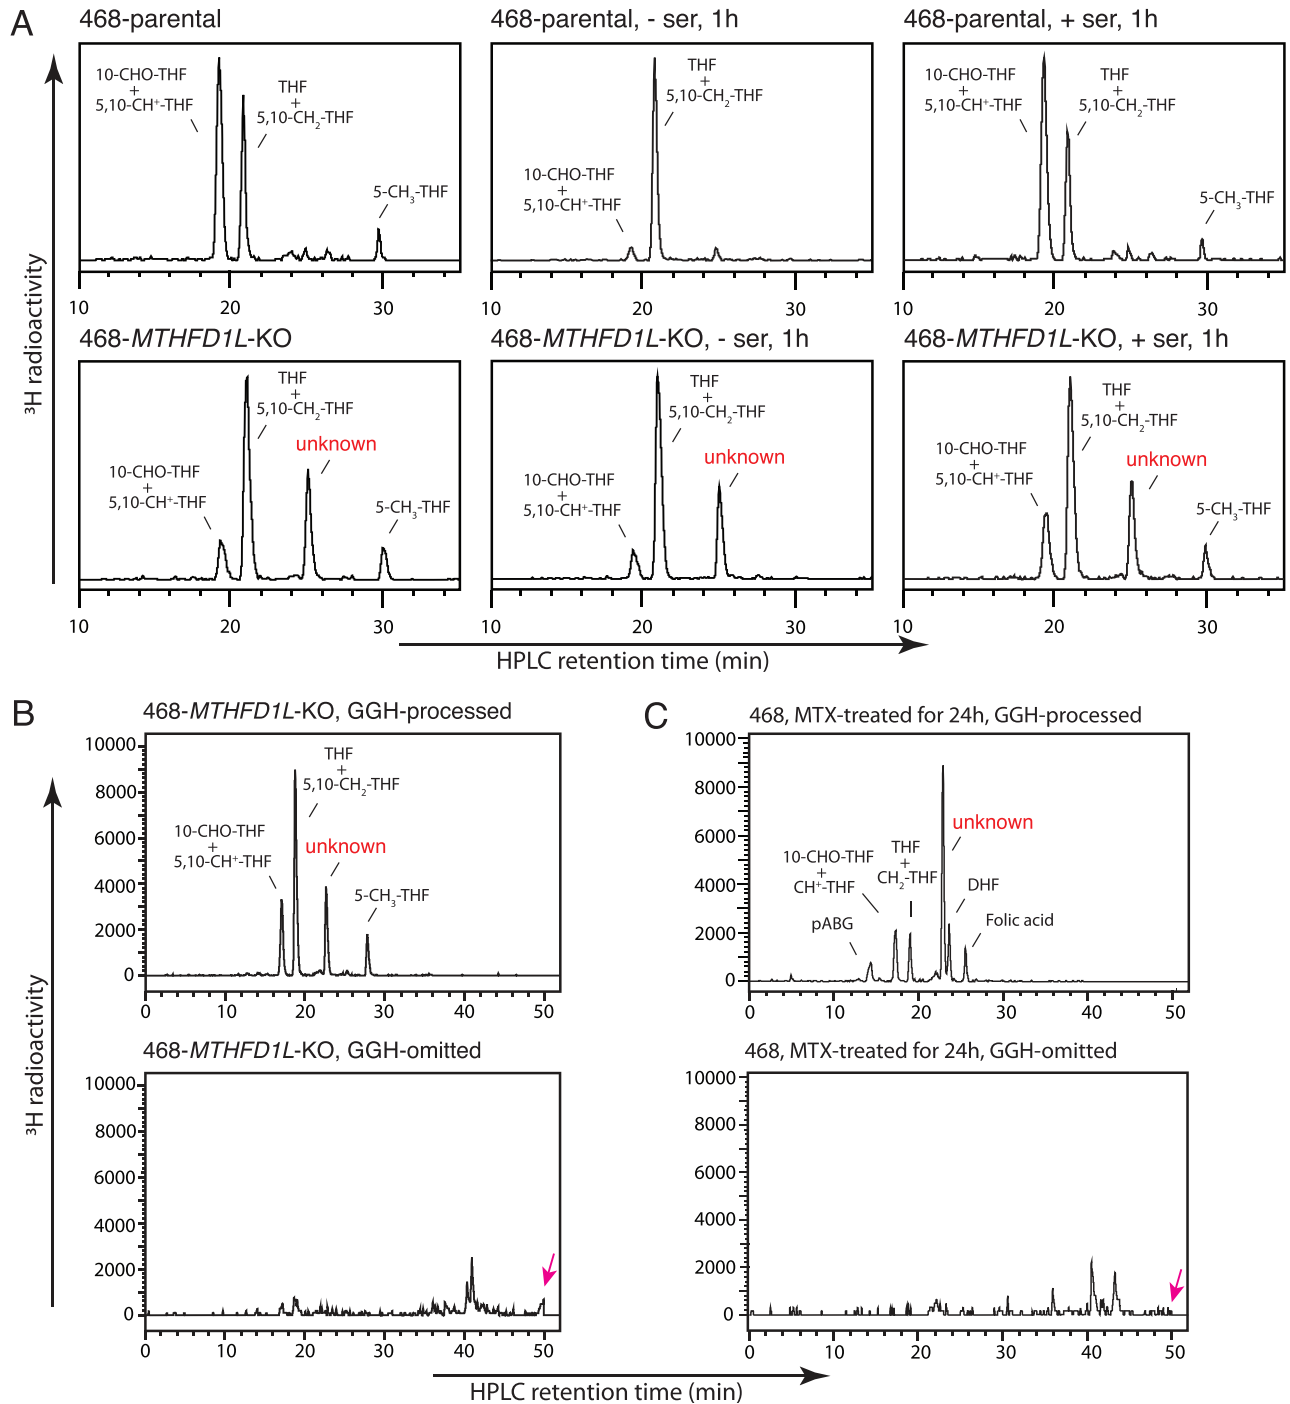 A
468-parental
468-parental, - ser, 1h
468-parental, + ser, 1h
³H radioactivity
10-CHO-THF
+
5,10-CH⁺-THF
THF
+
5,10-CH₂-THF
5-CH₃-THF
10 20 30
THF
+
5,10-CH₂-THF
10-CHO-THF
+
5,10-CH⁺-THF
10 20 30
10-CHO-THF
+
5,10-CH⁺-THF
THF
+
5,10-CH₂-THF
5-CH₃-THF
10 20 30
468-MTHFD1L-KO
468-MTHFD1L-KO, - ser, 1h
468-MTHFD1L-KO, + ser, 1h
THF
+
5,10-CH₂-THF
unknown
10-CHO-THF
+
5,10-CH⁺-THF
5-CH₃-THF
10 20 30
THF
+
5,10-CH₂-THF
unknown
10-CHO-THF
+
5,10-CH⁺-THF
10 20 30
THF
+
5,10-CH₂-THF
10-CHO-THF
+
5,10-CH⁺-THF
unknown
5-CH₃-THF
10 20 30
HPLC retention time (min)
B
468-MTHFD1L-KO, GGH-processed
³H radioactivity
10000
8000
6000
4000
2000
0
THF
+
5,10-CH₂-THF
10-CHO-THF
+
5,10-CH⁺-THF
unknown
5-CH₃-THF
0 10 20 30 40 50
468-MTHFD1L-KO, GGH-omitted
10000
8000
6000
4000
2000
0
0 10 20 30 40 50
C
468, MTX-treated for 24h, GGH-processed
10000
8000
6000
4000
2000
0
unknown
10-CHO-THF
+
CH⁺-THF
THF
+
CH₂-THF
DHF
pABG
Folic acid
0 10 20 30 40 50
468, MTX-treated for 24h, GGH-omitted
10000
8000
6000
4000
2000
0
0 10 20 30 40 50
HPLC retention time (min)